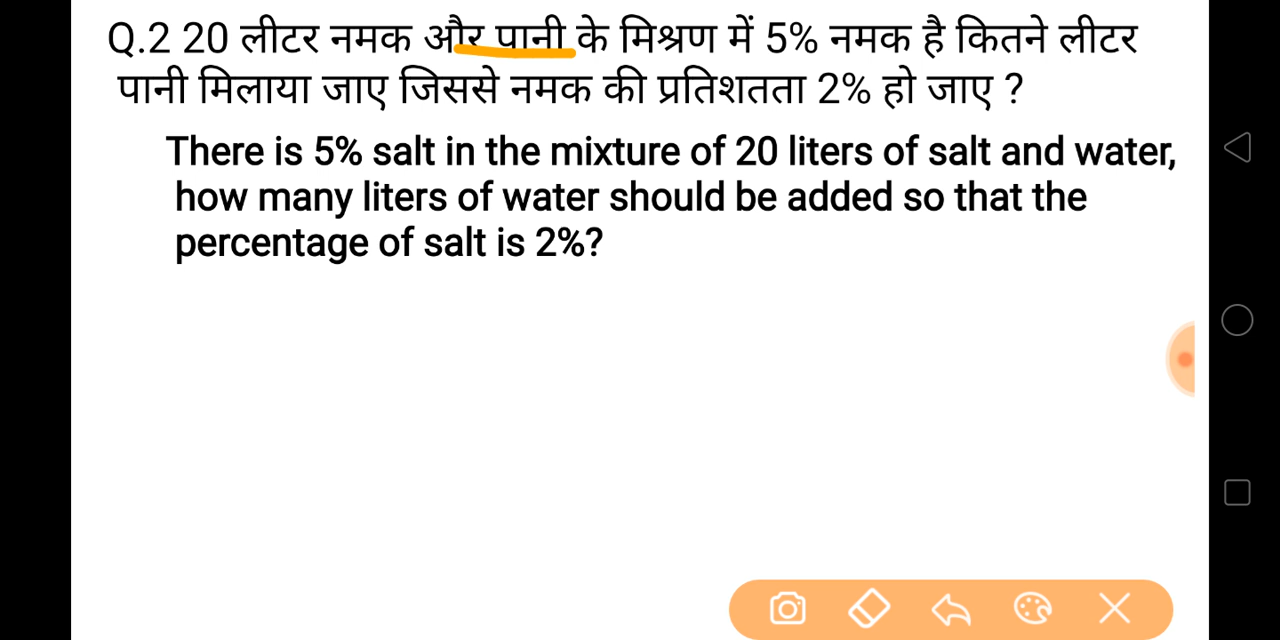 Q.2 20 लीटर नमक और पानी के मिश्रण में 5% नमक है कितने लीटर
पानी मिलाया जाए जिससे नमक की प्रतिशतता 2% हो जाए ?
There is 5% salt in the mixture of 20 liters of salt and water,
how many liters of water should be added so that the
percentage of salt is 2%?